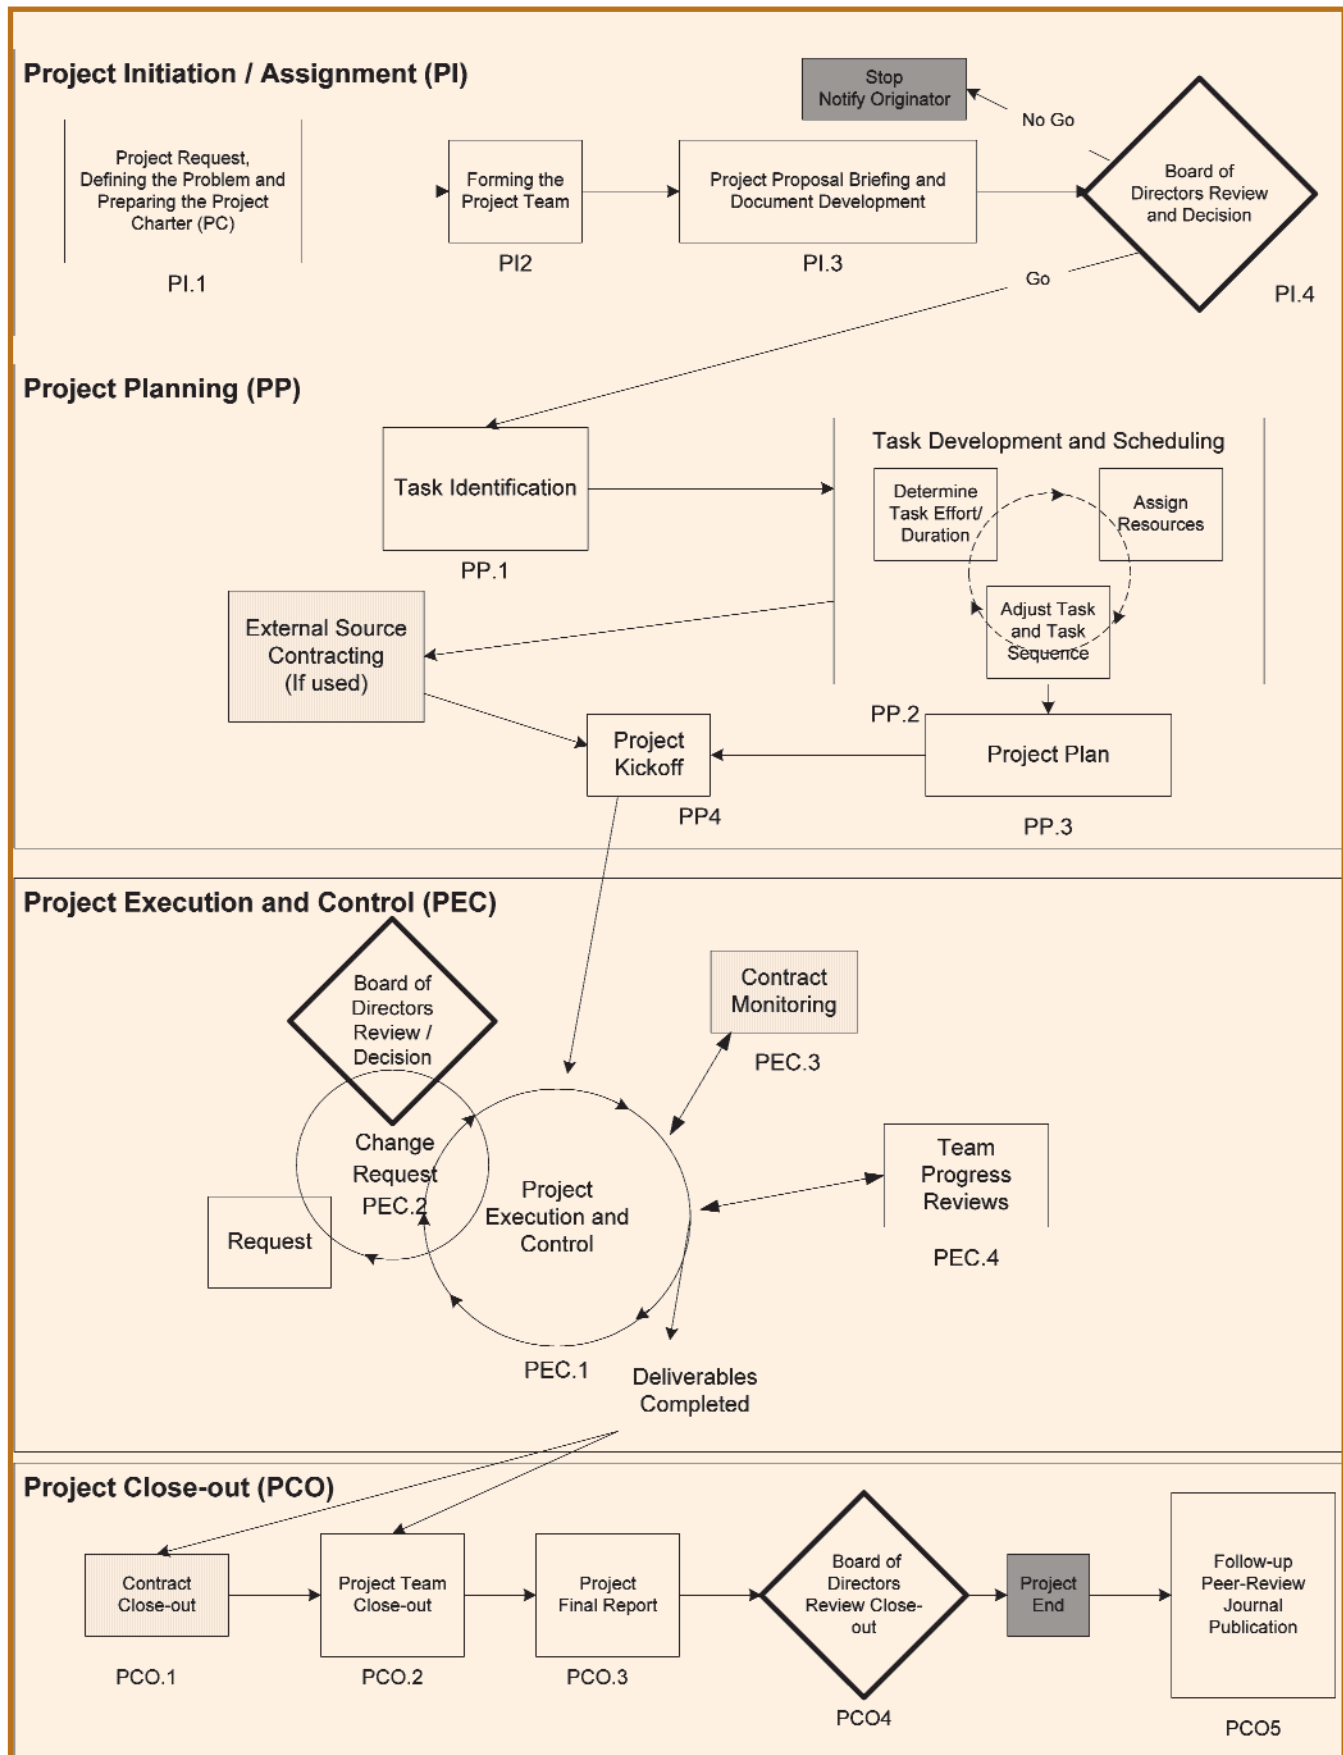 Project Initiation / Assignment (PI)
Stop
Notify Originator
No Go
Project Request,
Defining the Problem and
Preparing the Project
Charter (PC)
PI.1
Forming the
Project Team
PI2
Project Proposal Briefing and
Document Development
PI.3
Board of
Directors Review
and Decision
PI.4
Go
Project Planning (PP)
Task Identification
PP.1
Task Development and Scheduling
Determine
Task Effort/
Duration
Assign
Resources
Adjust Task
and Task
Sequence
PP.2
External Source
Contracting
(If used)
Project
Kickoff
PP4
Project Plan
PP.3
Project Execution and Control (PEC)
Board of
Directors
Review /
Decision
Change
Request
PEC.2
Request
Project
Execution and
Control
PEC.1
Contract
Monitoring
PEC.3
Team
Progress
Reviews
PEC.4
Deliverables
Completed
Project Close-out (PCO)
Contract
Close-out
PCO.1
Project Team
Close-out
PCO.2
Project
Final Report
PCO.3
Board of
Directors
Review Close-
out
PCO4
Project
End
Follow-up
Peer-Review
Journal
Publication
PCO5